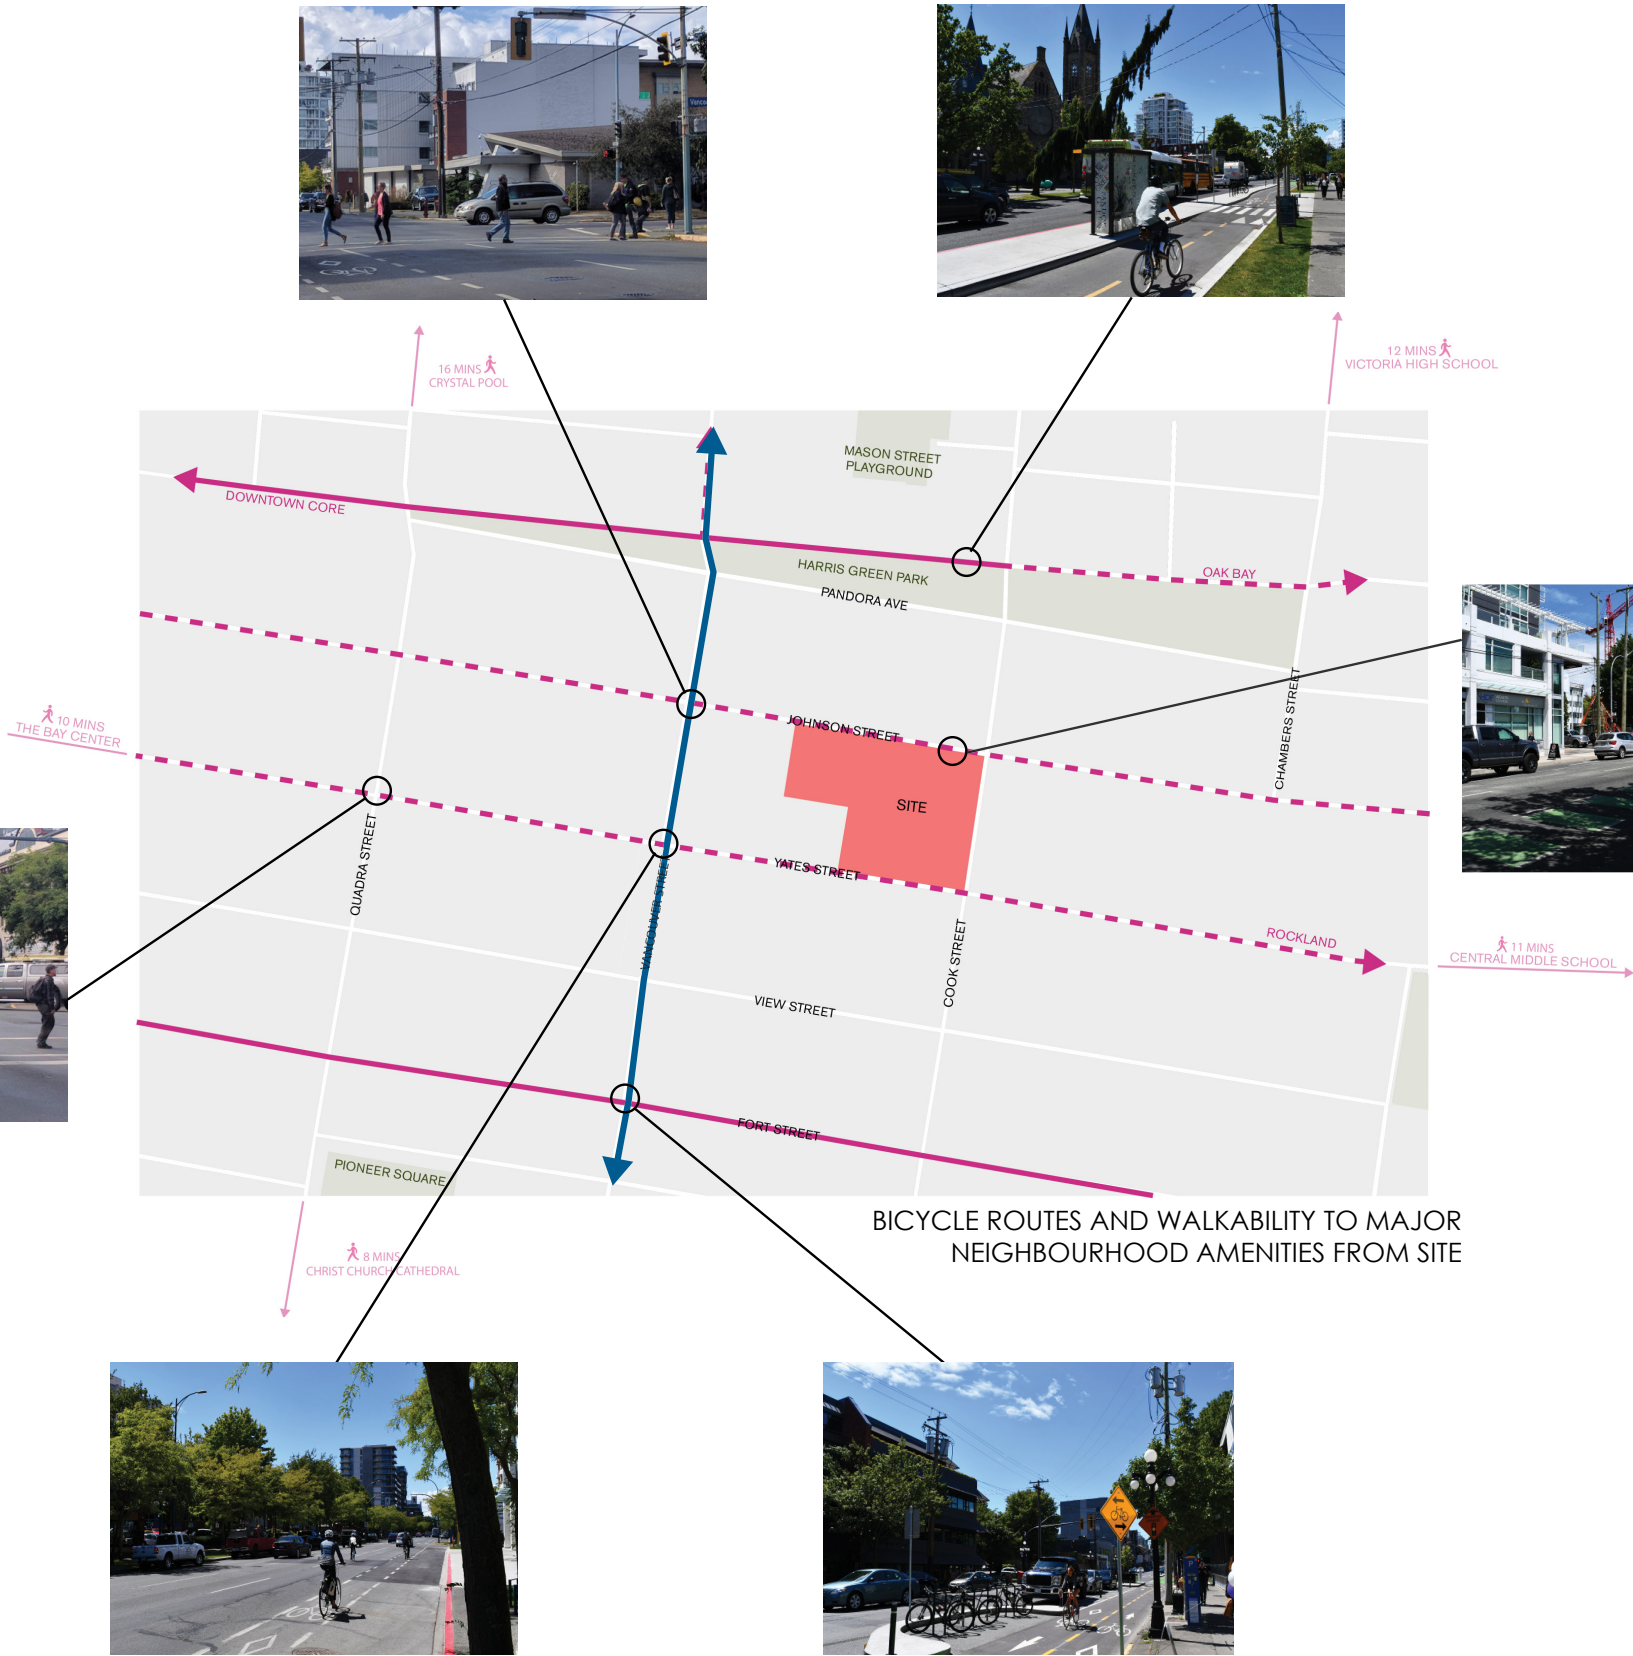 Vanco
16 MINS
CRYSTAL POOL
12 MINS
VICTORIA HIGH SCHOOL
MASON STREET
PLAYGROUND
DOWNTOWN CORE
HARRIS GREEN PARK
OAK BAY
PANDORA AVE
10 MINS
THE BAY CENTER
JOHNSON STREET
CHAMBERS STREET
SITE
QUADRA STREET
YATES STREET
VANCOUVER STREET
COOK STREET
ROCKLAND
11 MINS
CENTRAL MIDDLE SCHOOL
VIEW STREET
FORT STREET
PIONEER SQUARE
BICYCLE ROUTES AND WALKABILITY TO MAJOR
NEIGHBOURHOOD AMENITIES FROM SITE
8 MINS
CHRIST CHURCH CATHEDRAL